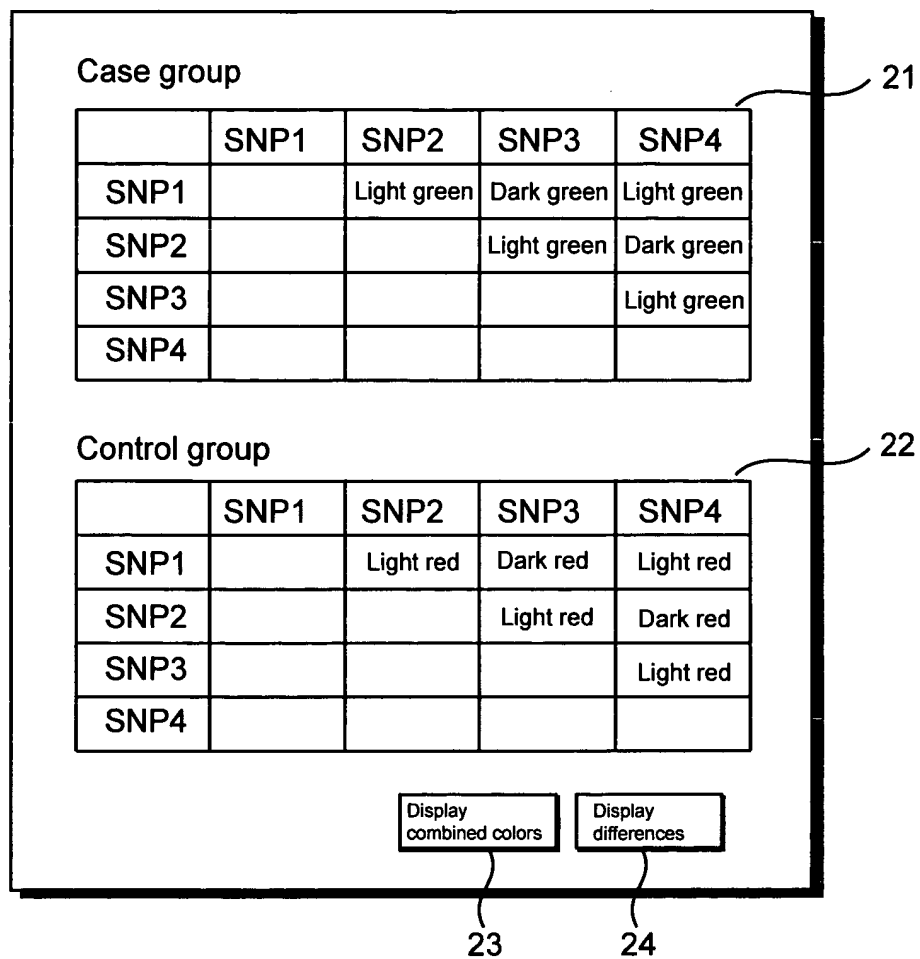 Case group
21
SNP1 SNP2 SNP3 SNP4
SNP1 Light green Dark green Light green
SNP2 Light green Dark green
SNP3 Light green
SNP4
Control group
22
SNP1 SNP2 SNP3 SNP4
SNP1 Light red Dark red Light red
SNP2 Light red Dark red
SNP3 Light red
SNP4
Display
combined colors
Display
differences
23
24